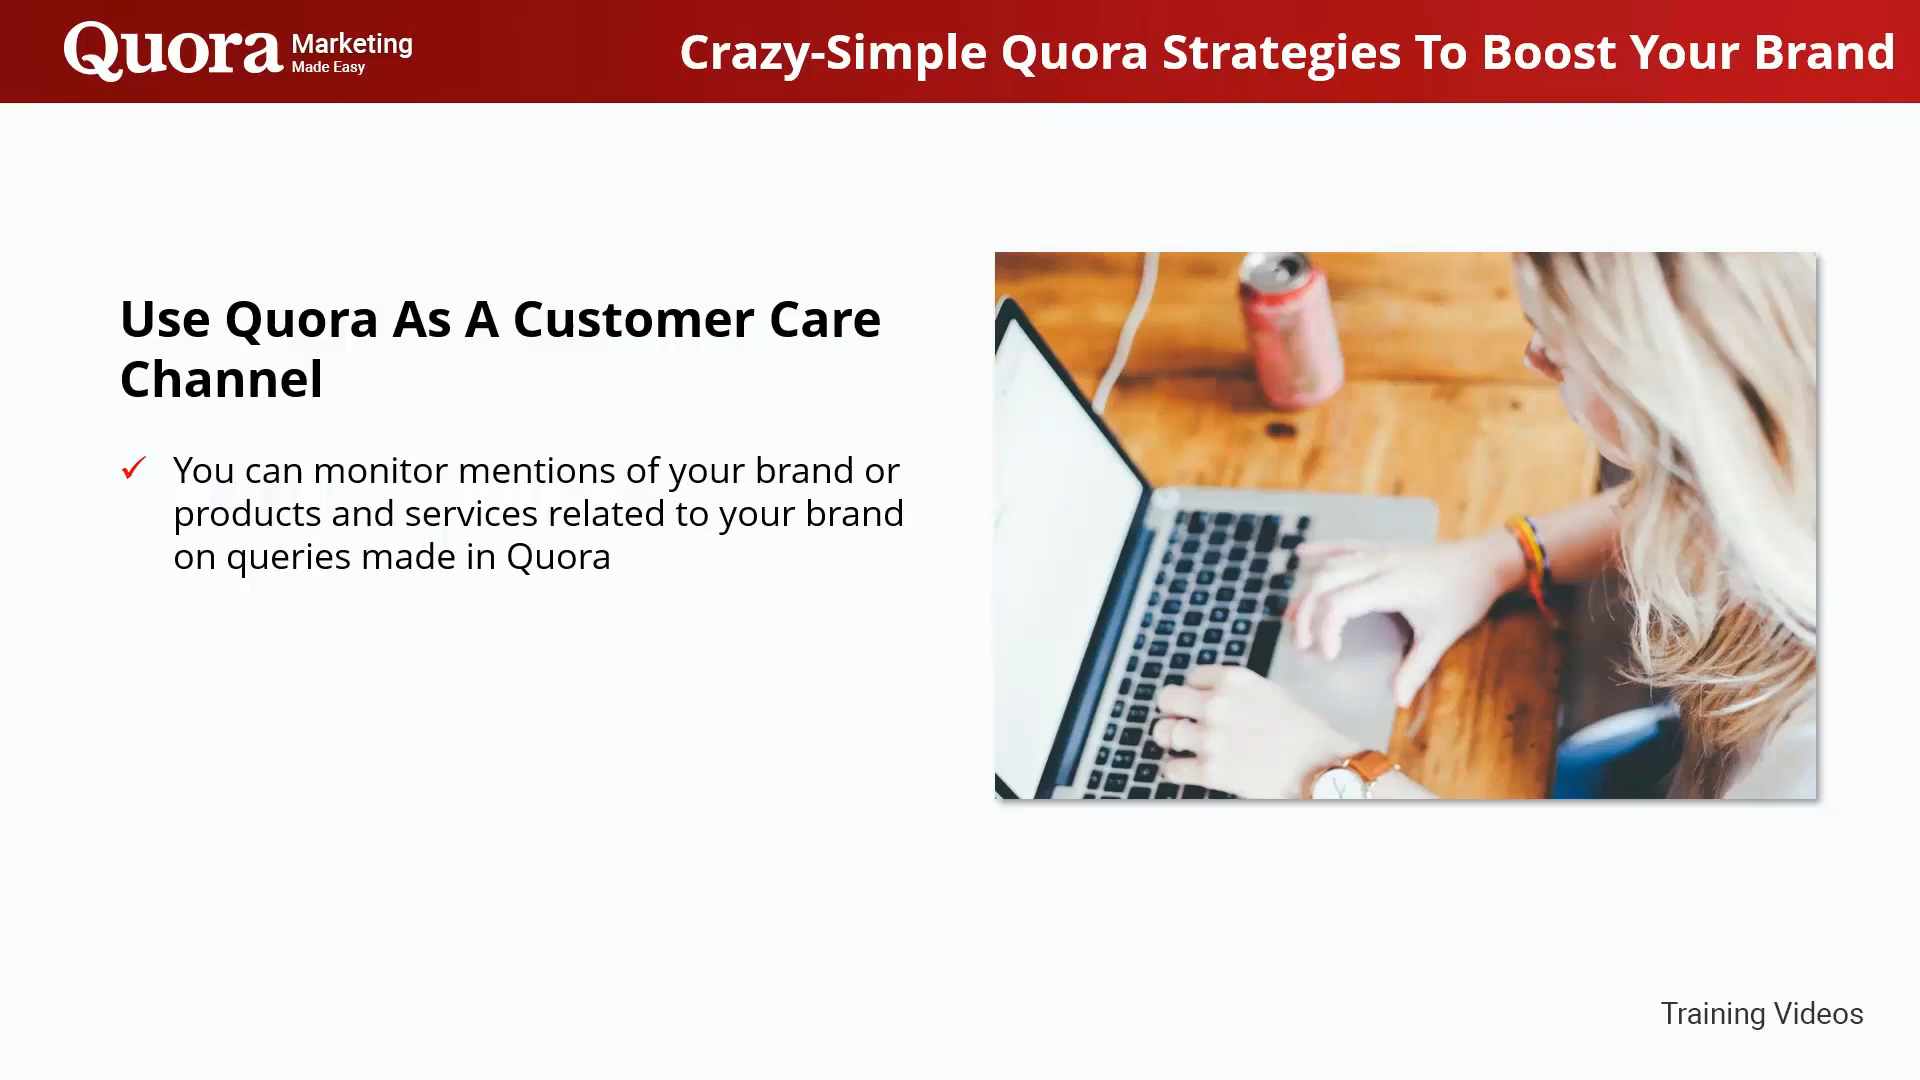 Quora Marketing
Made Easy
Crazy-Simple Quora Strategies To Boost Your Brand
Use Quora As A Customer Care
Channel
You can monitor mentions of your brand or
products and services related to your brand
on queries made in Quora
Training Videos